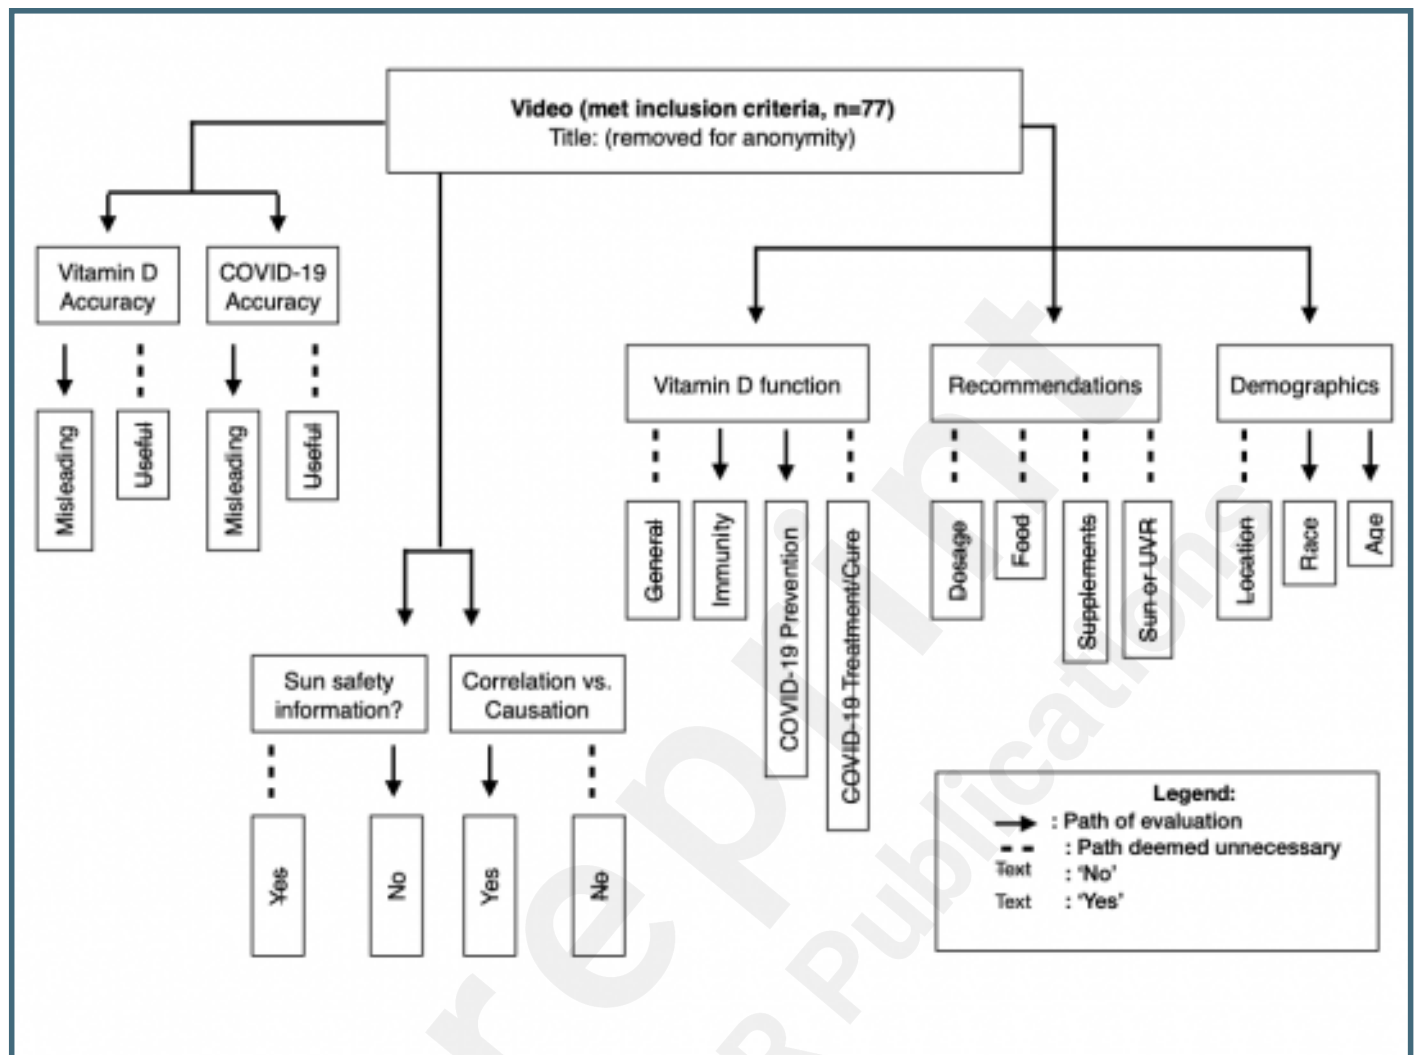 Video (met inclusion criteria, n=77)
Title: (removed for anonymity)
Vitamin D
Accuracy
COVID-19
Accuracy
Misleading
Useful
Misleading
Useful
Vitamin D function
Recommendations
Demographics
General
Immunity
COVID-19 Prevention
COVID-19 Treatment/Cure
Dosage
Food
Supplements
Sun or UVR
Location
Race
Age
Sun safety
information?
Correlation vs.
Causation
Yes
No
Yes
No
Legend:
: Path of evaluation
: Path deemed unnecessary
Text : 'No'
Text : 'Yes'
reprint
R Publications